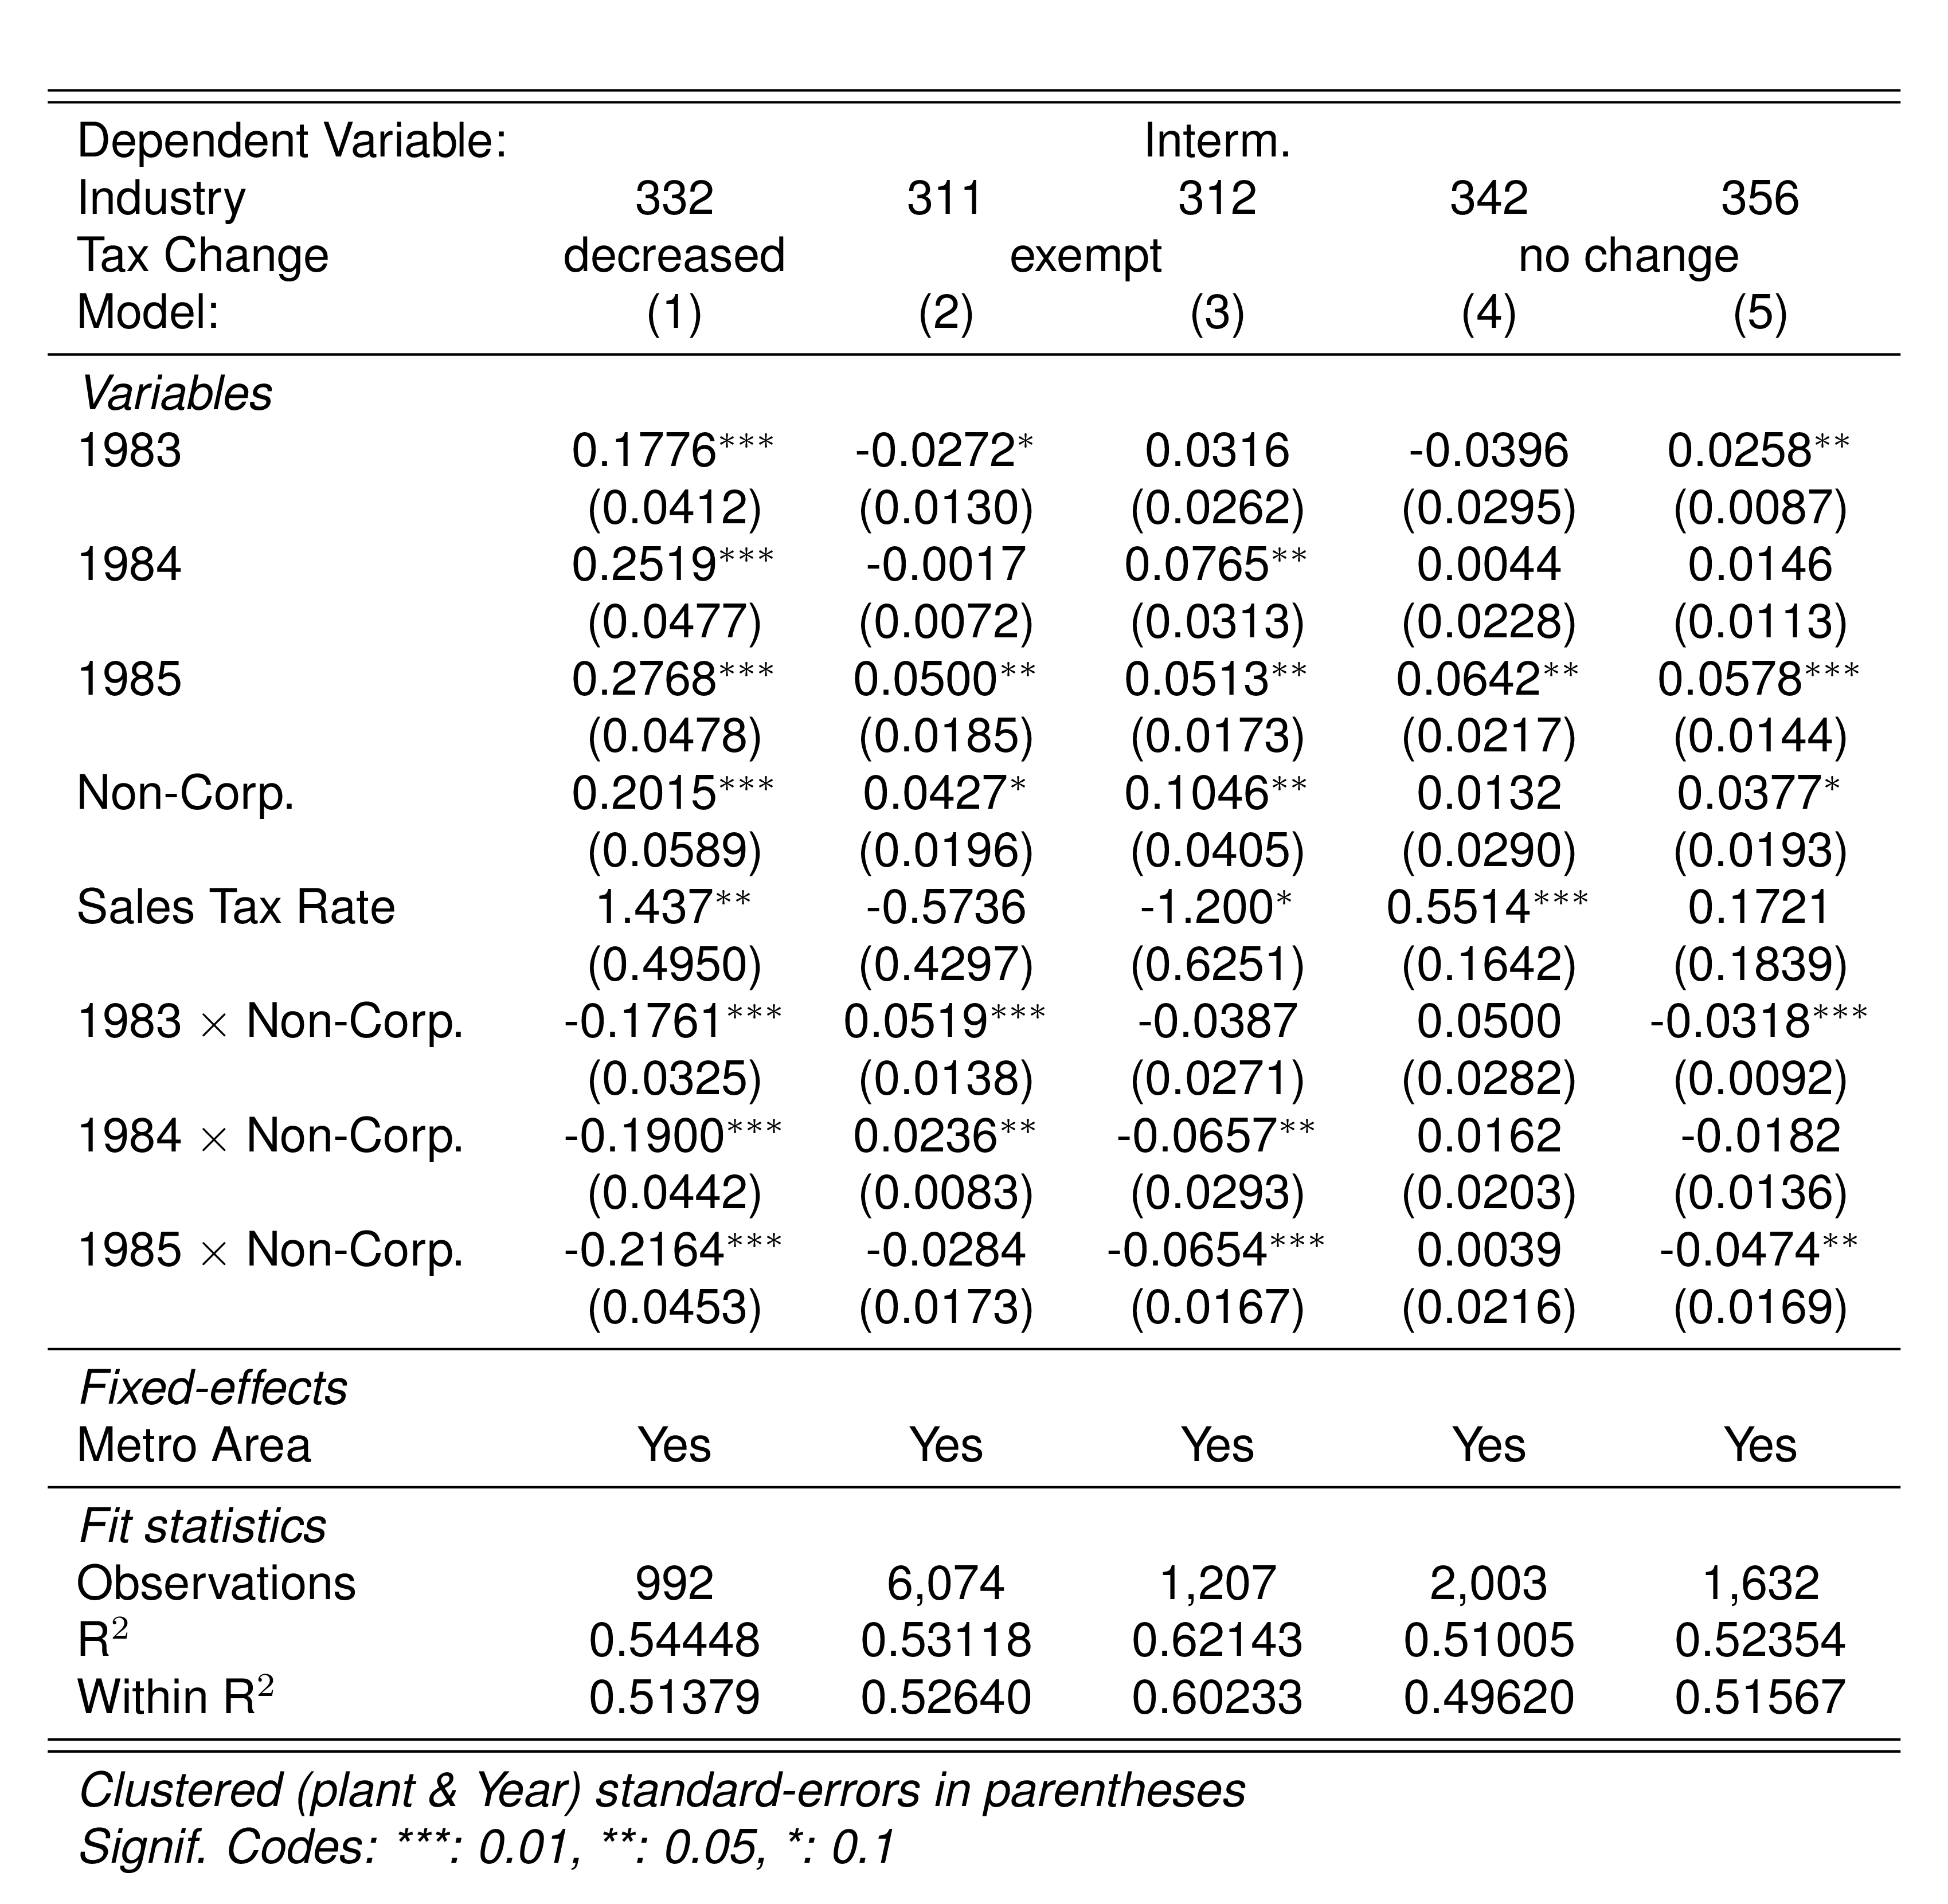 Dependent Variable: Interm.
Industry 332 311 312 342 356
Tax Change decreased exempt no change
Model: (1) (2) (3) (4) (5)
Variables
1983 0.1776*** -0.0272* 0.0316 -0.0396 0.0258**
(0.0412) (0.0130) (0.0262) (0.0295) (0.0087)
1984 0.2519*** -0.0017 0.0765** 0.0044 0.0146
(0.0477) (0.0072) (0.0313) (0.0228) (0.0113)
1985 0.2768*** 0.0500** 0.0513** 0.0642** 0.0578***
(0.0478) (0.0185) (0.0173) (0.0217) (0.0144)
Non-Corp. 0.2015*** 0.0427* 0.1046** 0.0132 0.0377*
(0.0589) (0.0196) (0.0405) (0.0290) (0.0193)
Sales Tax Rate 1.437** -0.5736 -1.200* 0.5514*** 0.1721
(0.4950) (0.4297) (0.6251) (0.1642) (0.1839)
1983 × Non-Corp. -0.1761*** 0.0519*** -0.0387 0.0500 -0.0318***
(0.0325) (0.0138) (0.0271) (0.0282) (0.0092)
1984 × Non-Corp. -0.1900*** 0.0236** -0.0657** 0.0162 -0.0182
(0.0442) (0.0083) (0.0293) (0.0203) (0.0136)
1985 × Non-Corp. -0.2164*** -0.0284 -0.0654*** 0.0039 -0.0474**
(0.0453) (0.0173) (0.0167) (0.0216) (0.0169)
Fixed-effects
Metro Area Yes Yes Yes Yes Yes
Fit statistics
Observations 992 6,074 1,207 2,003 1,632
R² 0.54448 0.53118 0.62143 0.51005 0.52354
Within R² 0.51379 0.52640 0.60233 0.49620 0.51567
Clustered (plant & Year) standard-errors in parentheses
Signif. Codes: ***: 0.01, **: 0.05, *: 0.1